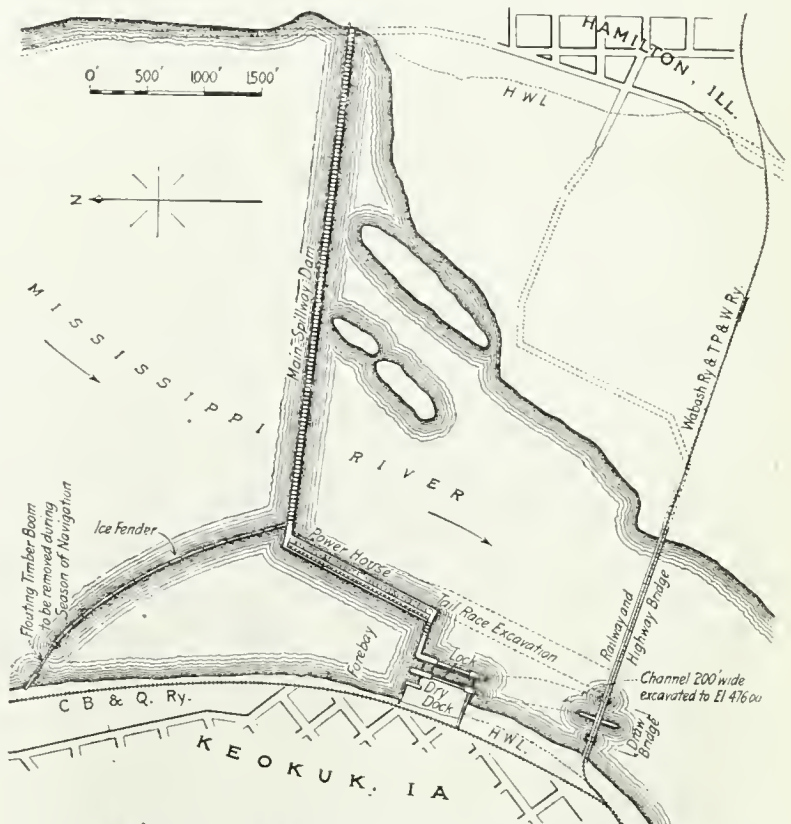 HAMILTON, ILL.
0' 500' 1000' 1500'
HWL
N
MISSISSIPPI
Main Spillway Dam
Wabash Ry & T P & W Ry.
RIVER
Floating Timber Boom
to be removed during
Season of Navigation
Ice Fender
Power House
Tail Race Excavation
Railway and
Highway Bridge
Forebay
Lock
Channel 200' wide
excavated to El 476 00
C B & Q. Ry.
Dry
Dock
HWL
Draw
Bridge
KEOKUK, IA